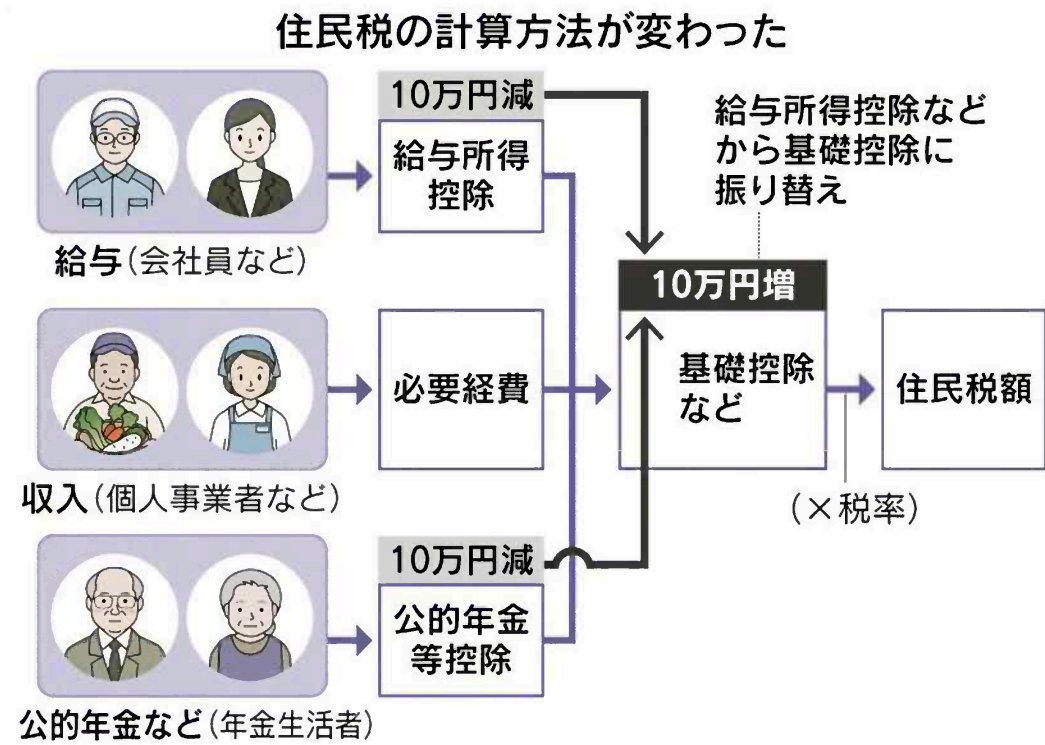 住民税の計算方法が変わった
10万円減
給与所得
控除
給与(会社員など)
給与所得控除など
から基礎控除に
振り替え
10万円増
基礎控除
など
住民税額
(×税率)
必要経費
収入(個人事業者など)
10万円減
公的年金
等控除
公的年金など(年金生活者)